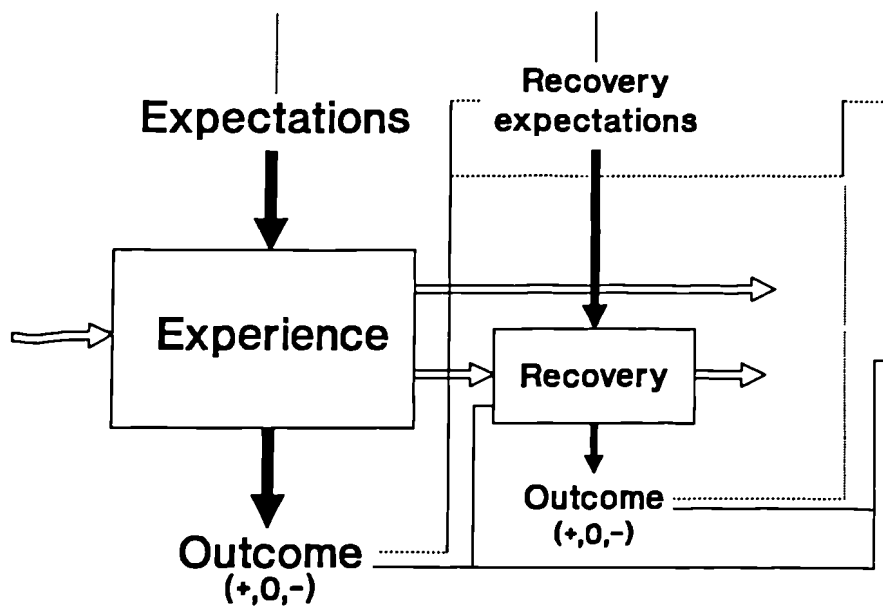 Expectations
Recovery
expectations
Experience
Recovery
Outcome
(+,0,-)
Outcome
(+,0,-)